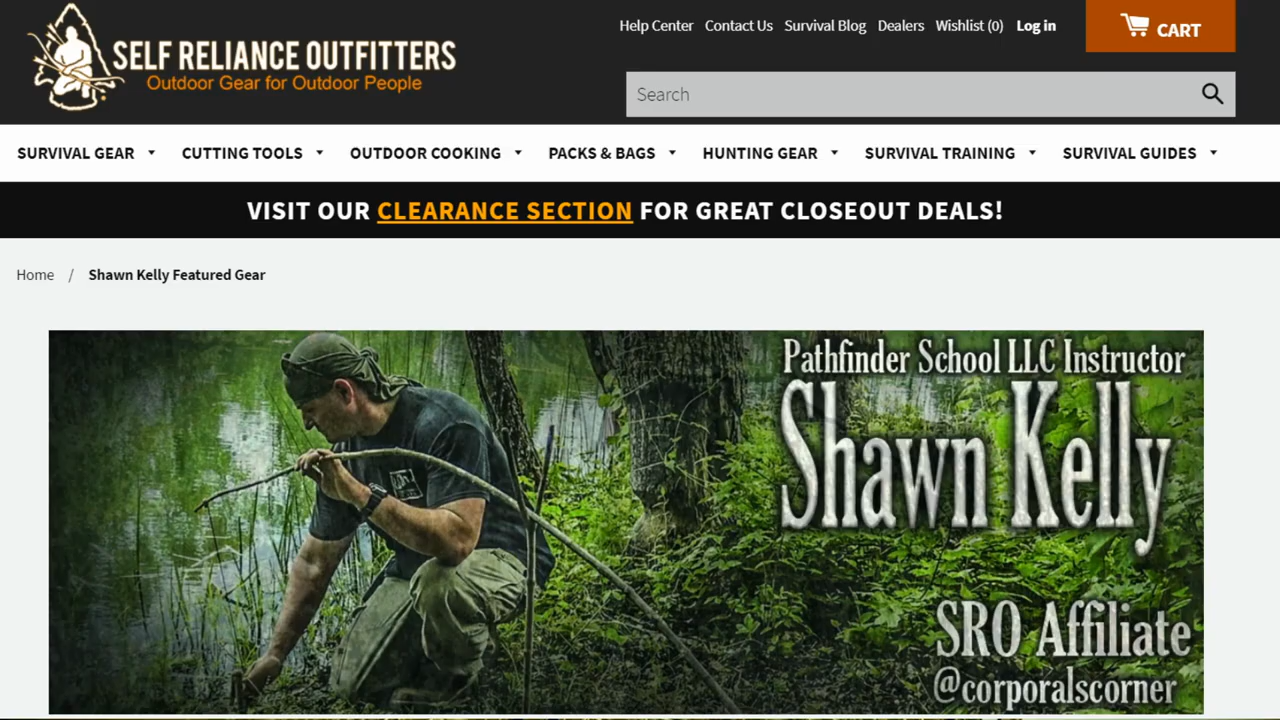 SELF RELIANCE OUTFITTERS
Outdoor Gear for Outdoor People
Help Center Contact Us Survival Blog Dealers Wishlist (0) Log in
CART
Search
SURVIVAL GEAR CUTTING TOOLS OUTDOOR COOKING PACKS & BAGS HUNTING GEAR SURVIVAL TRAINING SURVIVAL GUIDES
VISIT OUR CLEARANCE SECTION FOR GREAT CLOSEOUT DEALS!
Home / Shawn Kelly Featured Gear
Pathfinder School LLC Instructor
Shawn Kelly
SRO Affiliate
@corporalscorner